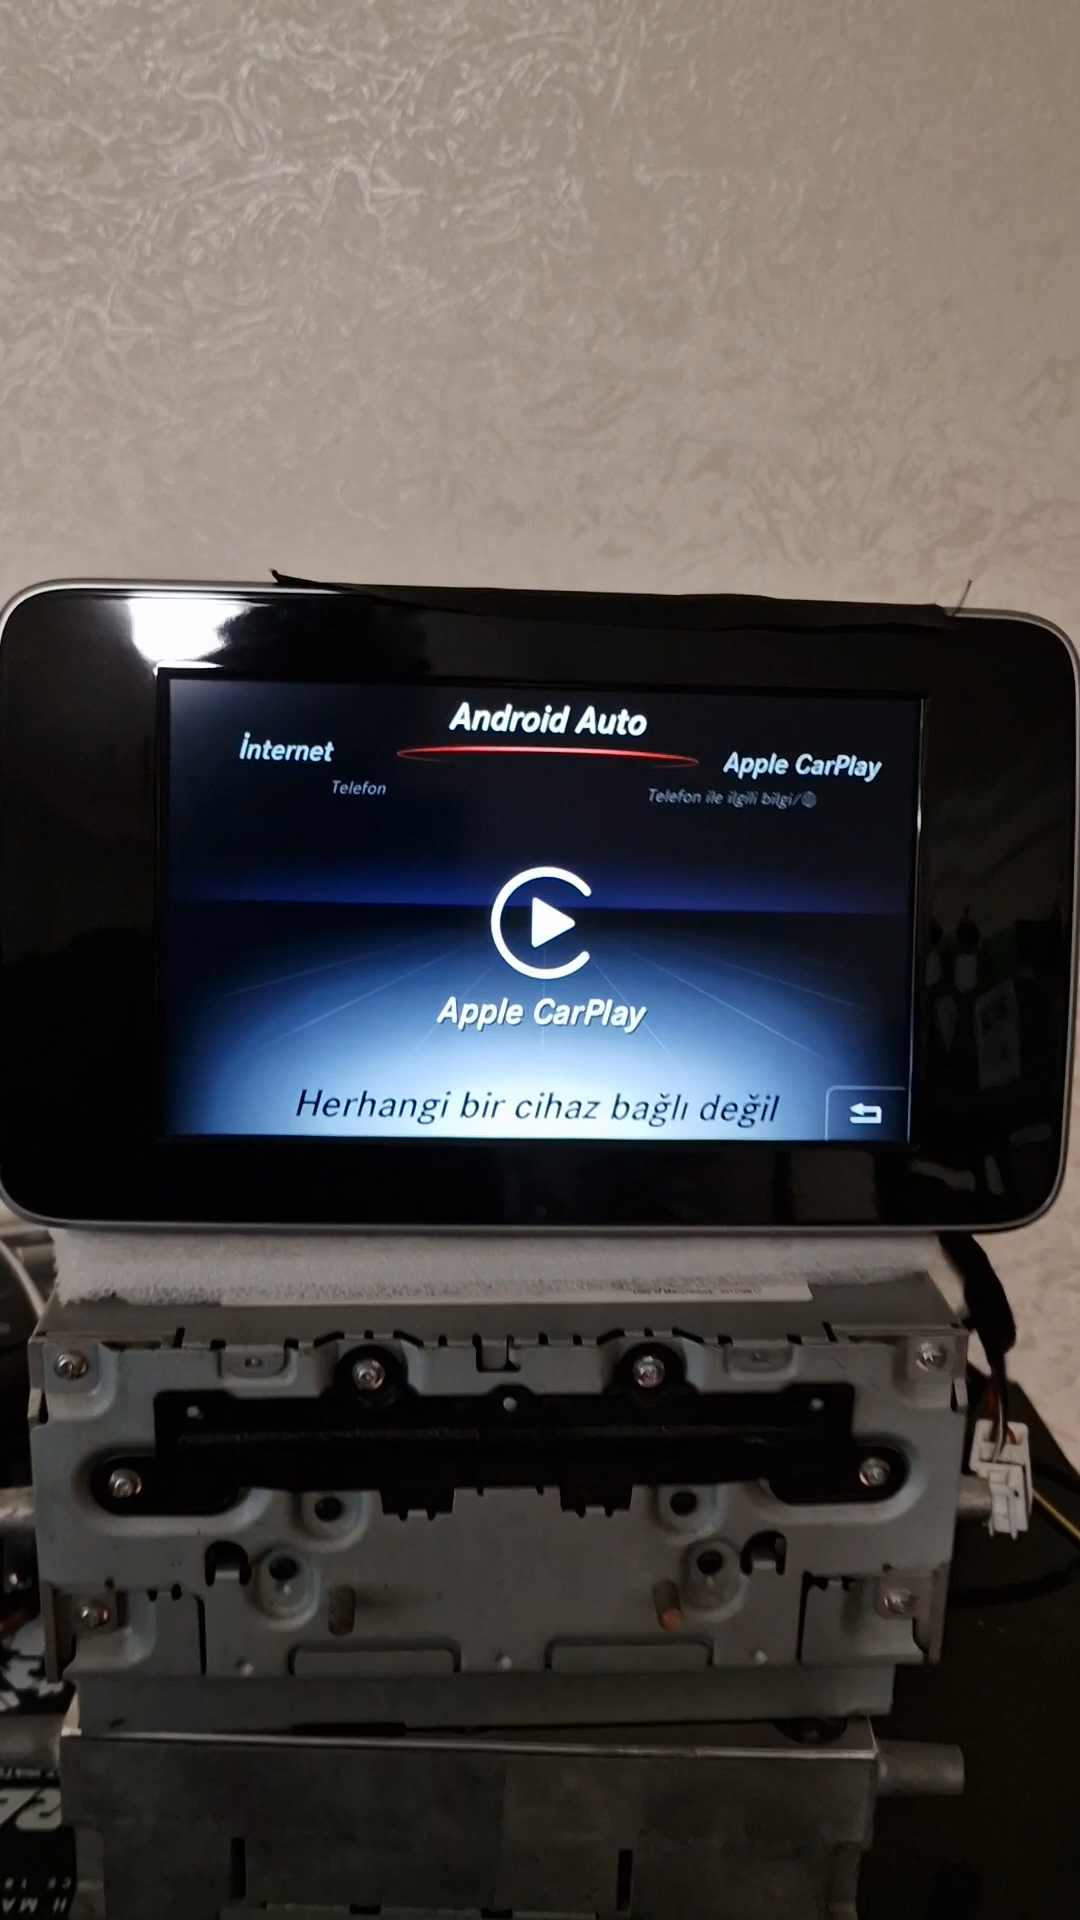 Android Auto
İnternet
Apple CarPlay
Telefon
Telefon ile ilgili bilgi/
Apple CarPlay
Herhangi bir cihaz bağlı değil